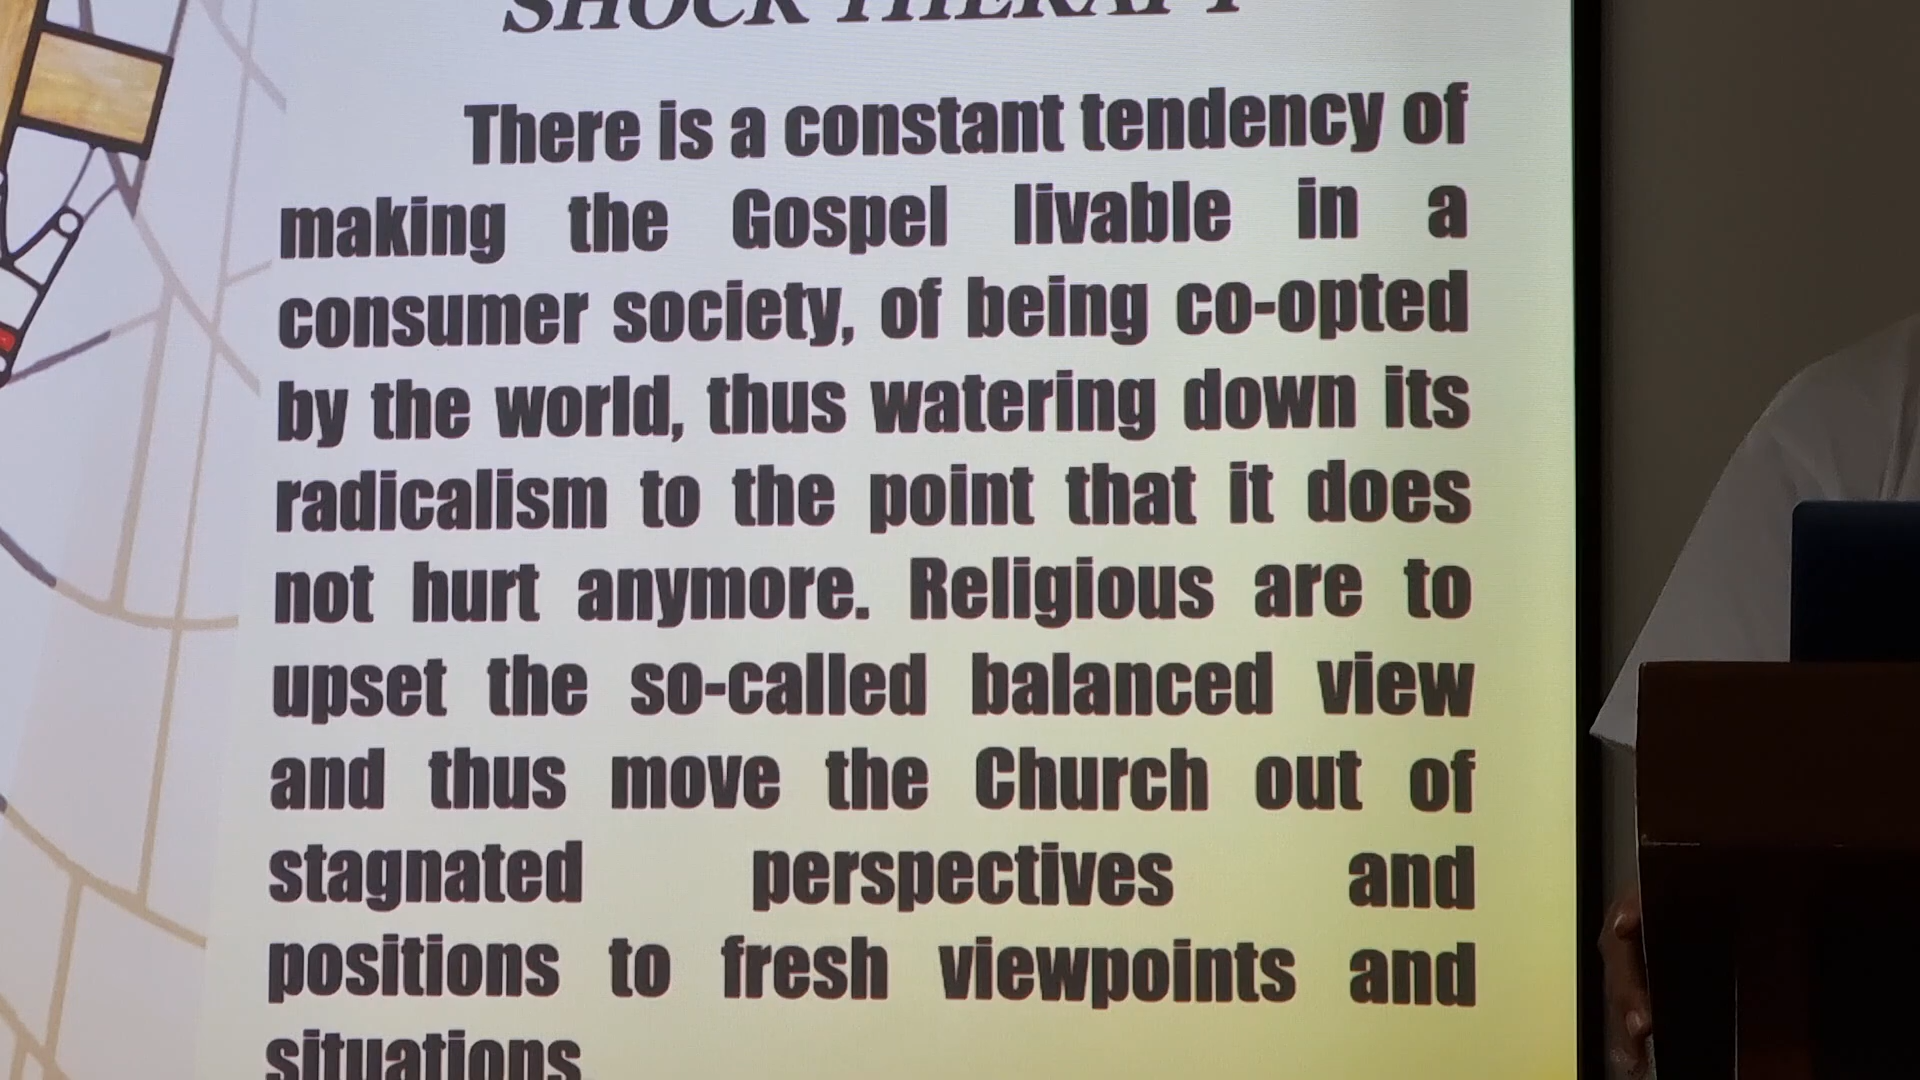 SHOCK THERAPY
There is a constant tendency of
making the Gospel livable in a
consumer society, of being co-opted
by the world, thus watering down its
radicalism to the point that it does
not hurt anymore. Religious are to
upset the so-called balanced view
and thus move the Church out of
stagnated perspectives and
positions to fresh viewpoints and
situations